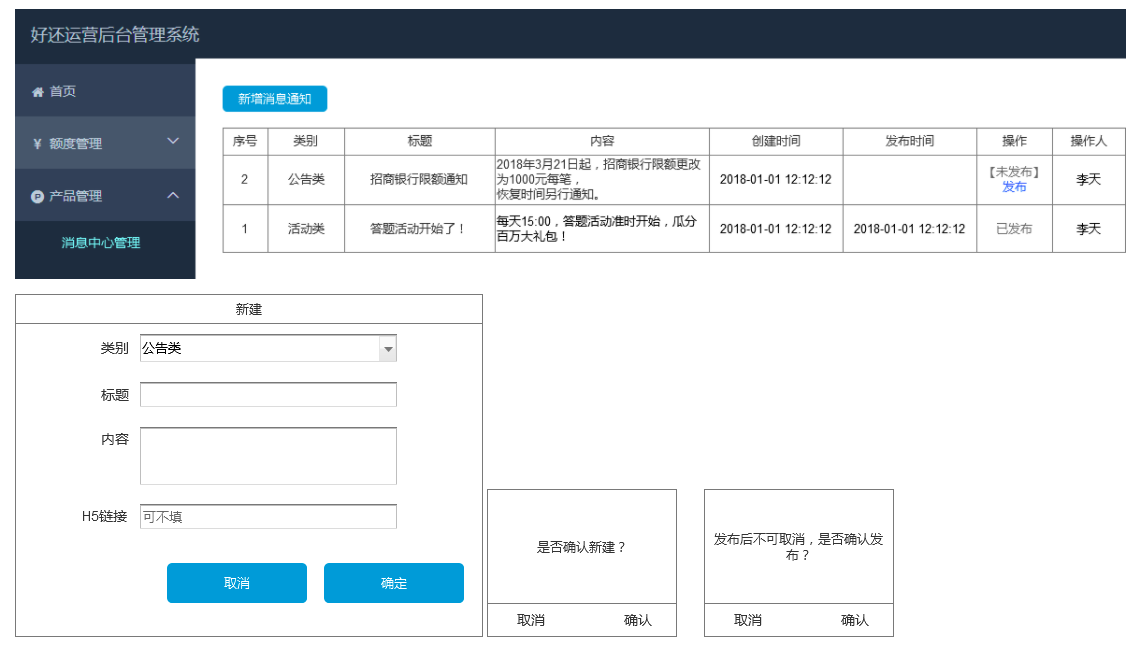 好还运营后台管理系统
首页
¥ 额度管理
产品管理
消息中心管理
新增消息通知
序号 类别 标题 内容 创建时间 发布时间 操作 操作人
2 公告类 招商银行限额通知 2018年3月21日起，招商银行限额更改
为1000元每笔，
恢复时间另行通知。 2018-01-01 12:12:12 【未发布】
发布 李天
1 活动类 答题活动开始了！ 每天15:00，答题活动准时开始，瓜分
百万大礼包！ 2018-01-01 12:12:12 2018-01-01 12:12:12 已发布 李天
新建
类别 公告类
标题
内容
H5链接 可不填
取消 确定
是否确认新建？
取消 确认
发布后不可取消，是否确认发
布？
取消 确认